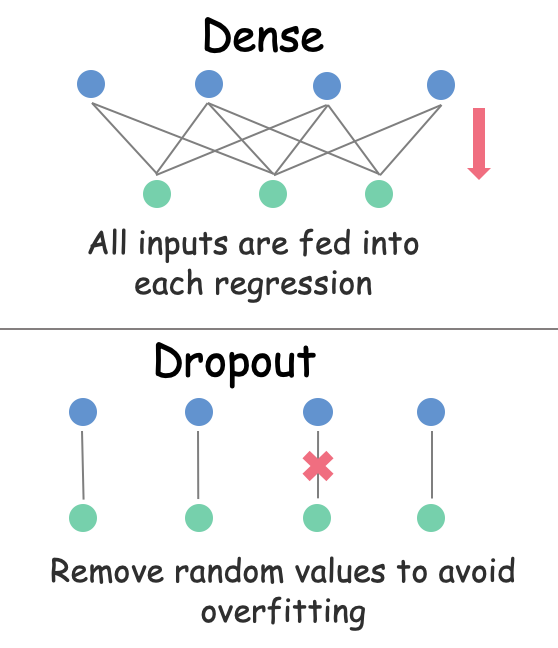 Dense
All inputs are fed into
each regression
Dropout
Remove random values to avoid
overfitting